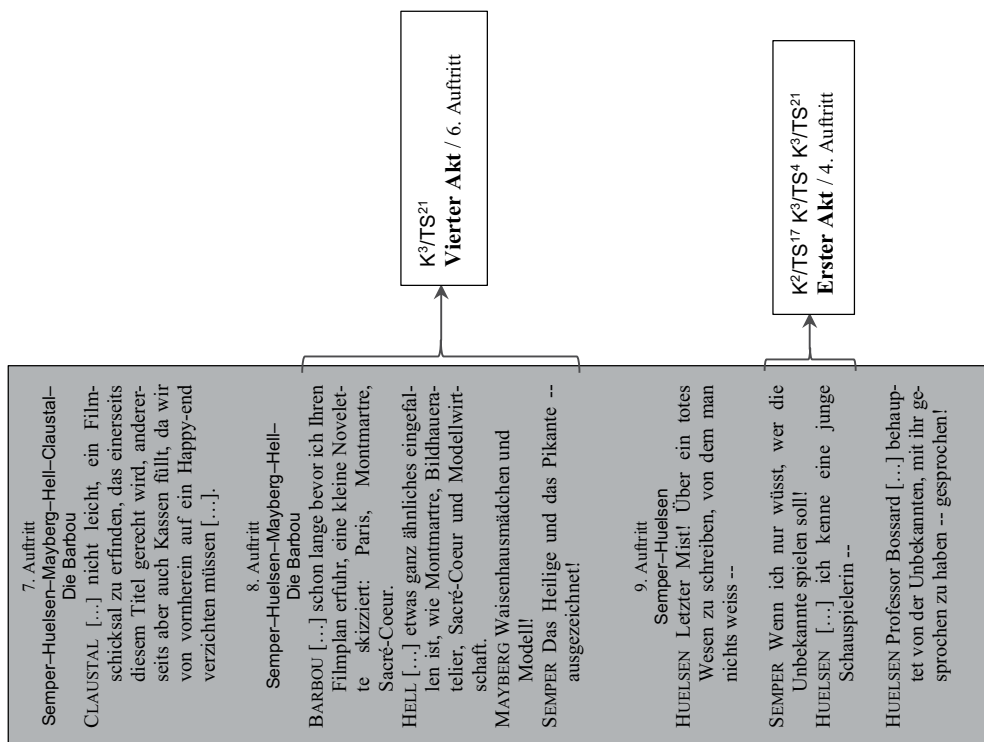 7. Auftritt
Semper–Huelsen–Mayberg–Hell–Claustal–
Die Barbou
CLAUSTAL […] nicht leicht, ein Film-
schicksal zu erfinden, das einerseits
diesem Titel gerecht wird, anderer-
seits aber auch Kassen füllt, da wir
von vornherein auf ein Happy-end
verzichten müssen […].
8. Auftritt
Semper–Huelsen–Mayberg–Hell–
Die Barbou
BARBOU […] schon lange bevor ich Ihren
Filmplan erfuhr, eine kleine Novelet-
te skizziert: Paris, Montmartre,
Sacré-Coeur.
HELL […] etwas ganz ähnliches eingefal-
len ist, wie Montmartre, Bildhauera-
telier, Sacré-Coeur und Modellwirt-
schaft.
MAYBERG Waisenhausmädchen und
Modell!
SEMPER Das Heilige und das Pikante --
ausgezeichnet!
K³/TS²¹
Vierter Akt / 6. Auftritt
9. Auftritt
Semper–Huelsen
HUELSEN Letzter Mist! Über ein totes
Wesen zu schreiben, von dem man
nichts weiss --
SEMPER Wenn ich nur wüsst, wer die
Unbekannte spielen soll!
HUELSEN […] ich kenne eine junge
Schauspielerin --
K²/TS¹⁷ K³/TS⁴ K³/TS²¹
Erster Akt / 4. Auftritt
HUELSEN Professor Bossard […] behaup-
tet von der Unbekannten, mit ihr ge-
sprochen zu haben -- gesprochen!